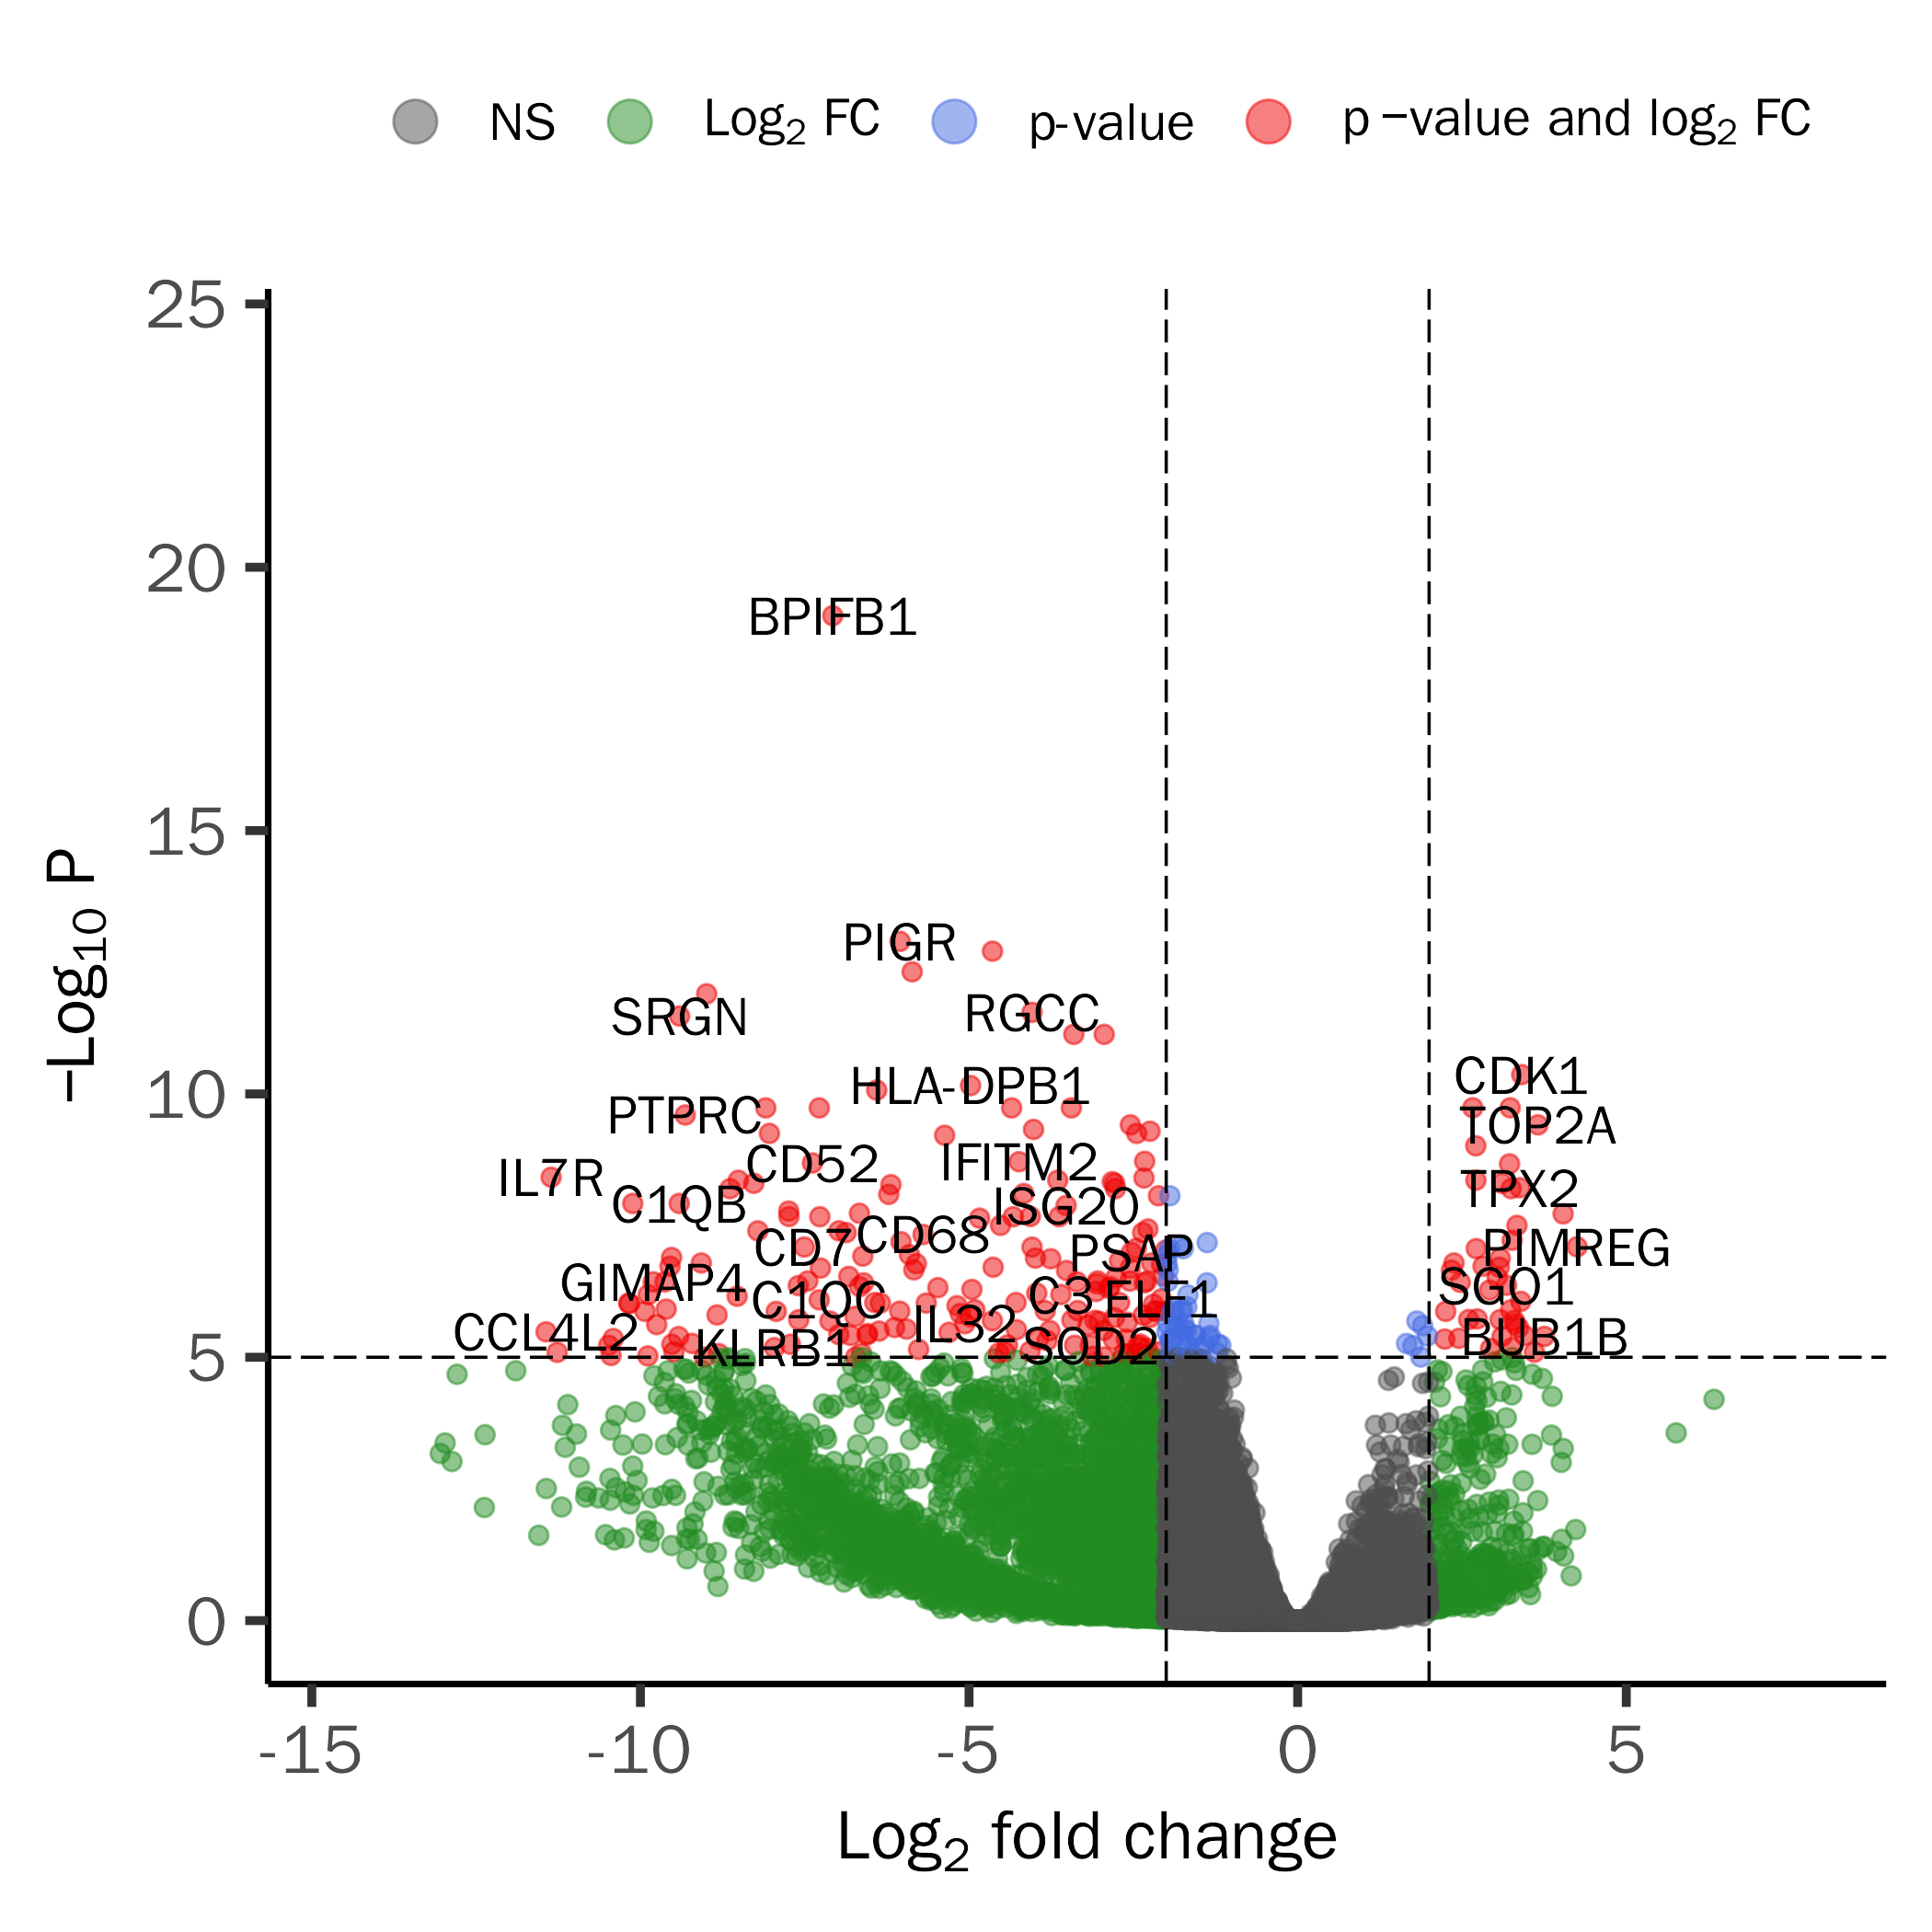 NS Log2 FC p-value p −value and log2 FC
25
20
15
10
5
0
−Log10 P
BPIFB1
PIGR
SRGN RGCC
HLA-DPB1 CDK1
PTPRC TOP2A
CD52 IFITM2
IL7R TPX2
C1QB ISG20
CD7 CD68 PSAP PIMREG
GIMAP4 C1QC C3 ELF1 SGO1
CCL4L2 IL32 BUB1B
KLRB1 SOD2
-15 -10 -5 0 5
Log2 fold change